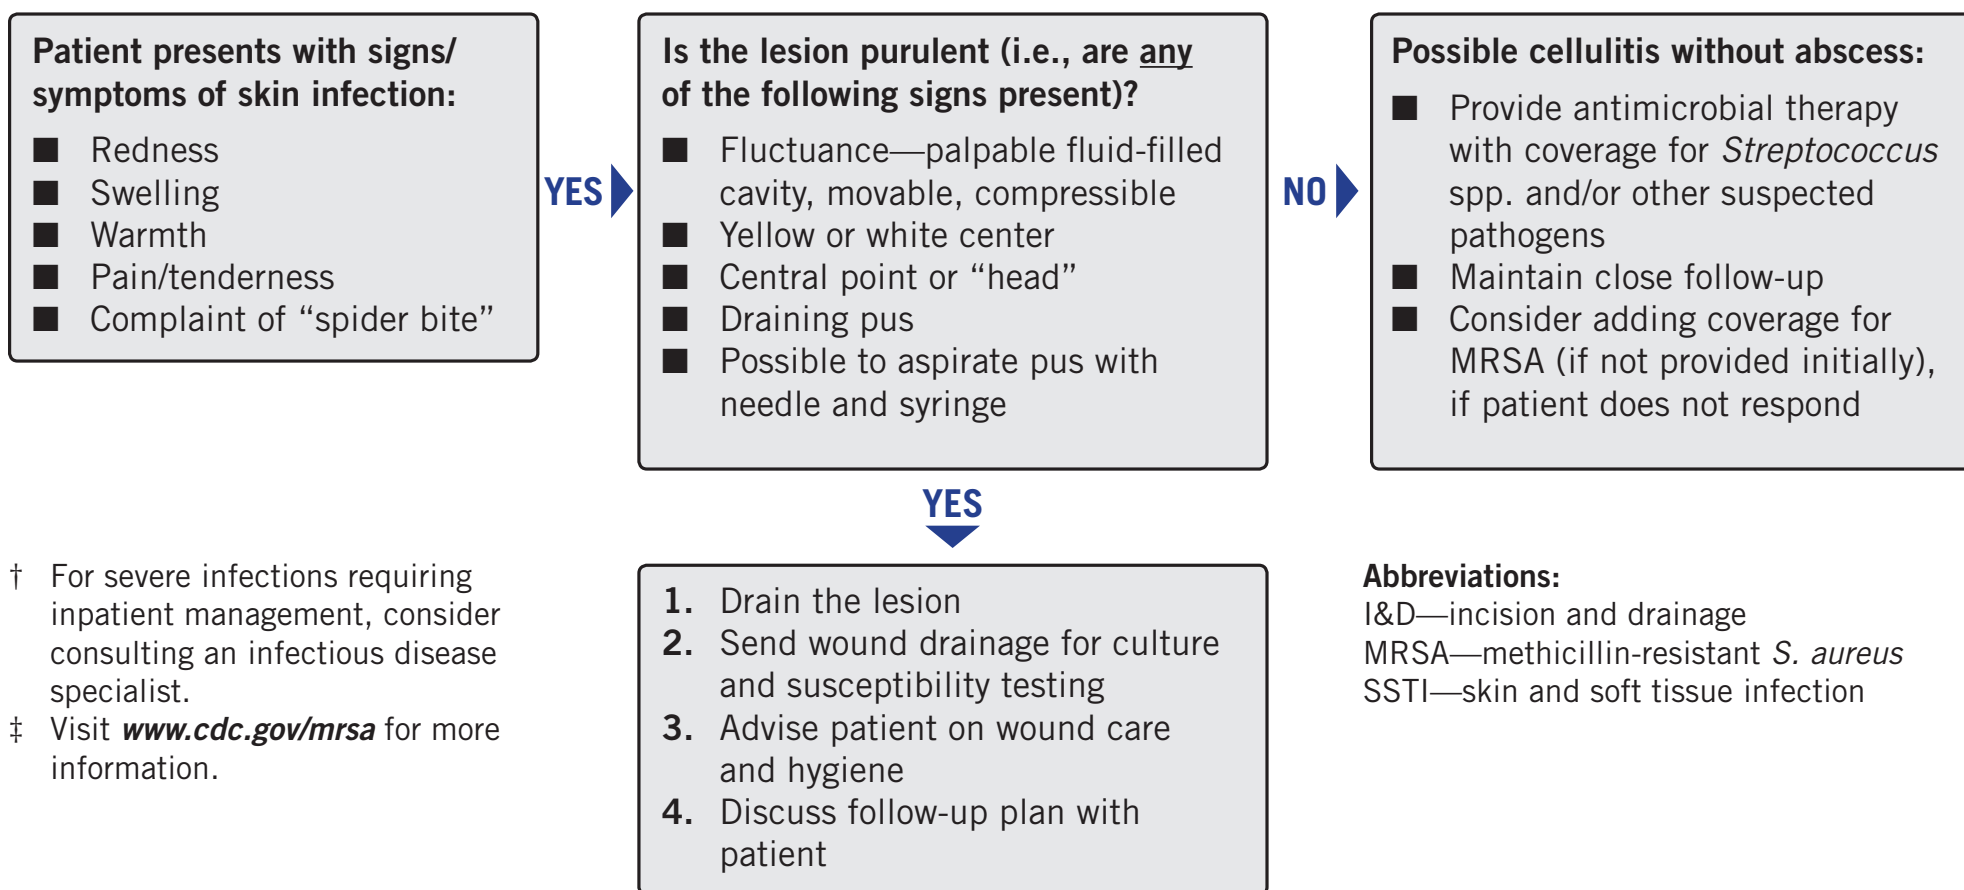 Patient presents with signs/
symptoms of skin infection:
■ Redness
■ Swelling
■ Warmth
■ Pain/tenderness
■ Complaint of “spider bite”
YES
Is the lesion purulent (i.e., are any
of the following signs present)?
■ Fluctuance—palpable fluid-filled
cavity, movable, compressible
■ Yellow or white center
■ Central point or “head”
■ Draining pus
■ Possible to aspirate pus with
needle and syringe
NO
Possible cellulitis without abscess:
■ Provide antimicrobial therapy
with coverage for Streptococcus
spp. and/or other suspected
pathogens
■ Maintain close follow-up
■ Consider adding coverage for
MRSA (if not provided initially),
if patient does not respond
YES
1. Drain the lesion
2. Send wound drainage for culture
and susceptibility testing
3. Advise patient on wound care
and hygiene
4. Discuss follow-up plan with
patient
† For severe infections requiring
inpatient management, consider
consulting an infectious disease
specialist.
‡ Visit www.cdc.gov/mrsa for more
information.
Abbreviations:
I&D—incision and drainage
MRSA—methicillin-resistant S. aureus
SSTI—skin and soft tissue infection